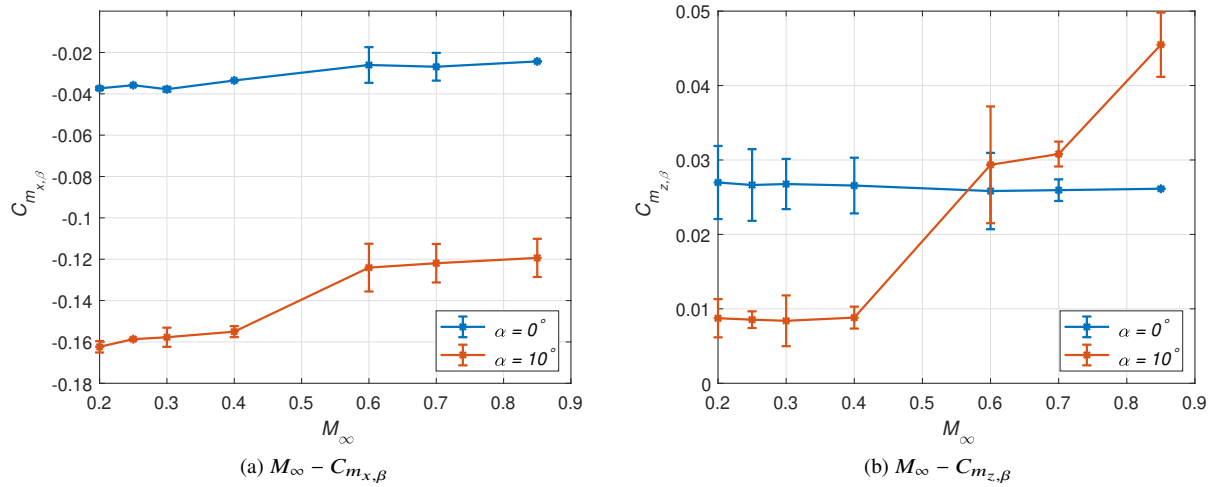 -0.02
-0.04
-0.06
-0.08
-0.1
-0.12
-0.14
-0.16
-0.18
C_{m_{x,β}}
0.2 0.3 0.4 0.5 0.6 0.7 0.8 0.9
M_∞
α = 0°
α = 10°
(a) M_∞ − C_{m_{x,β}}
0.05
0.04
0.03
0.02
0.01
0
C_{m_{z,β}}
0.2 0.3 0.4 0.5 0.6 0.7 0.8 0.9
M_∞
α = 0°
α = 10°
(b) M_∞ − C_{m_{z,β}}